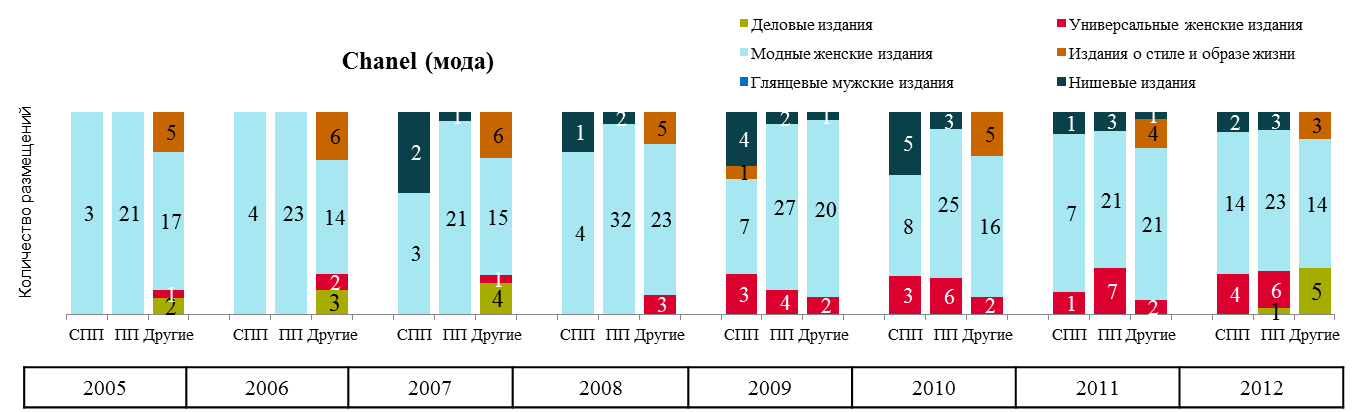 Chanel (мода)
Деловые издания
Универсальные женские издания
Модные женские издания
Издания о стиле и образе жизни
Глянцевые мужские издания
Нишевые издания
Количество размещений
5 6 1 6 1 2 5 4 2 1 5 3 5 1 3 1 2 3 3
2 1 4
3 21 17 4 23 14 3 21 15 4 32 23 7 27 20 8 25 16 7 21 21 14 23 14
1 2 2 3 1 4 3 3 4 2 3 6 2 1 7 2 4 6 1 5
СПП ПП Другие СПП ПП Другие СПП ПП Другие СПП ПП Другие СПП ПП Другие СПП ПП Другие СПП ПП Другие СПП ПП Другие
2005 2006 2007 2008 2009 2010 2011 2012